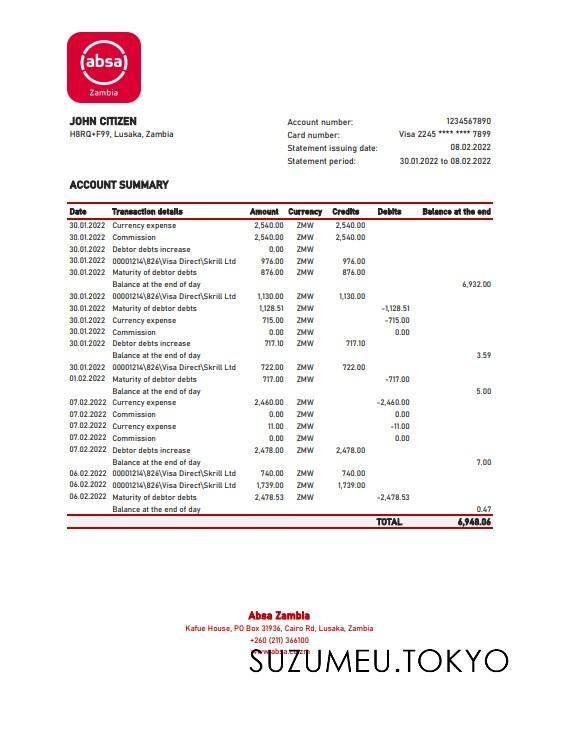 absa
Zambia
JOHN CITIZEN
H8RQ+F99, Lusaka, Zambia
Account number: 1234567890
Card number: Visa 2245 **** **** 7899
Statement issuing date: 08.02.2022
Statement period: 30.01.2022 to 08.02.2022
ACCOUNT SUMMARY
Date Transaction details Amount Currency Credits Debits Balance at the end
30.01.2022 Currency expense 2,540.00 ZMW 2,540.00
30.01.2022 Commission 2,540.00 ZMW 2,540.00
30.01.2022 Debtor debts increase 0.00 ZMW
30.01.2022 00001214\826\Visa Direct\Skrill Ltd 976.00 ZMW 976.00
30.01.2022 Maturity of debtor debts 876.00 ZMW 876.00
Balance at the end of day 6,932.00
30.01.2022 00001214\826\Visa Direct\Skrill Ltd 1,130.00 ZMW 1,130.00
30.01.2022 Maturity of debtor debts 1,128.51 ZMW -1,128.51
30.01.2022 Currency expense 715.00 ZMW -715.00
30.01.2022 Commission 0.00 ZMW 0.00
30.01.2022 Debtor debts increase 717.10 ZMW 717.10
Balance at the end of day 3.59
30.01.2022 00001214\826\Visa Direct\Skrill Ltd 722.00 ZMW 722.00
01.02.2022 Maturity of debtor debts 717.00 ZMW -717.00
Balance at the end of day 5.00
07.02.2022 Currency expense 2,460.00 ZMW -2,460.00
07.02.2022 Commission 0.00 ZMW 0.00
07.02.2022 Currency expense 11.00 ZMW -11.00
07.02.2022 Commission 0.00 ZMW 0.00
07.02.2022 Debtor debts increase 2,478.00 ZMW 2,478.00
Balance at the end of day 7.00
06.02.2022 00001214\826\Visa Direct\Skrill Ltd 740.00 ZMW 740.00
06.02.2022 00001214\826\Visa Direct\Skrill Ltd 1,739.00 ZMW 1,739.00
06.02.2022 Maturity of debtor debts 2,478.53 ZMW -2,478.53
Balance at the end of day 0.47
TOTAL 6,948.06
Absa Zambia
Kafue House, PO Box 31936, Cairo Rd, Lusaka, Zambia
+260 (211) 366100
SUZUMEU.TOKYO